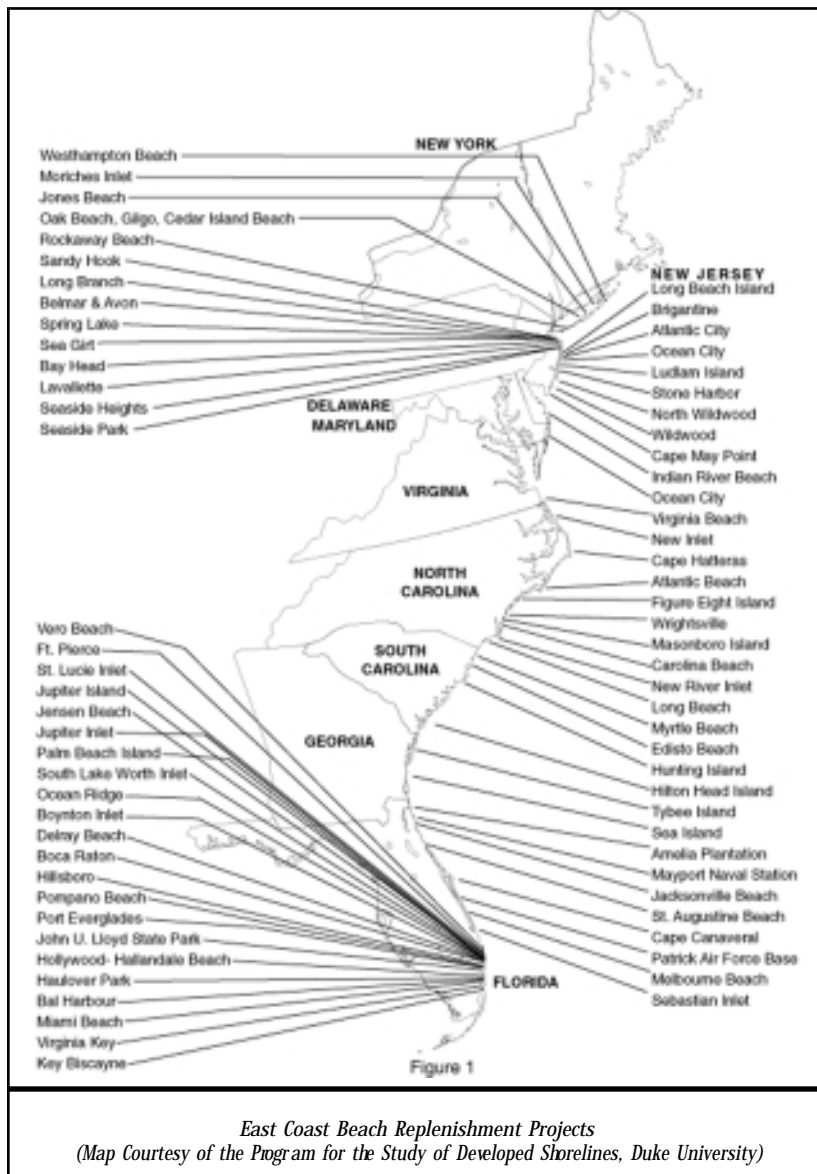 NEW YORK
Westhampton Beach
Moriches Inlet
Jones Beach
Oak Beach, Gilgo, Cedar Island Beach
Rockaway Beach
Sandy Hook
Long Branch
Belmar & Avon
Spring Lake
Sea Girt
Bay Head
Lavallette
Seaside Heights
Seaside Park
NEW JERSEY
Long Beach Island
Brigantine
Atlantic City
Ocean City
Ludlam Island
Stone Harbor
North Wildwood
Wildwood
Cape May Point
Indian River Beach
Ocean City
Virginia Beach
New Inlet
Cape Hatteras
Atlantic Beach
Figure Eight Island
Wrightsville
Masonboro Island
Carolina Beach
New River Inlet
Long Beach
Myrtle Beach
Edisto Beach
Hunting Island
Hilton Head Island
Tybee Island
Sea Island
Amelia Plantation
Mayport Naval Station
Jacksonville Beach
St. Augustine Beach
Cape Canaveral
Patrick Air Force Base
Melbourne Beach
Sebastian Inlet
DELAWARE
MARYLAND
VIRGINIA
NORTH
CAROLINA
SOUTH
CAROLINA
GEORGIA
Vero Beach
Ft. Pierce
St. Lucie Inlet
Jupiter Island
Jensen Beach
Jupiter Inlet
Palm Beach Island
South Lake Worth Inlet
Ocean Ridge
Boynton Inlet
Delray Beach
Boca Raton
Hillsboro
Pompano Beach
Port Everglades
John U. Lloyd State Park
Hollywood- Hallandale Beach
Haulover Park
Bal Harbour
Miami Beach
Virginia Key
Key Biscayne
FLORIDA
Figure 1
East Coast Beach Replenishment Projects
(Map Courtesy of the Program for the Study of Developed Shorelines, Duke University)